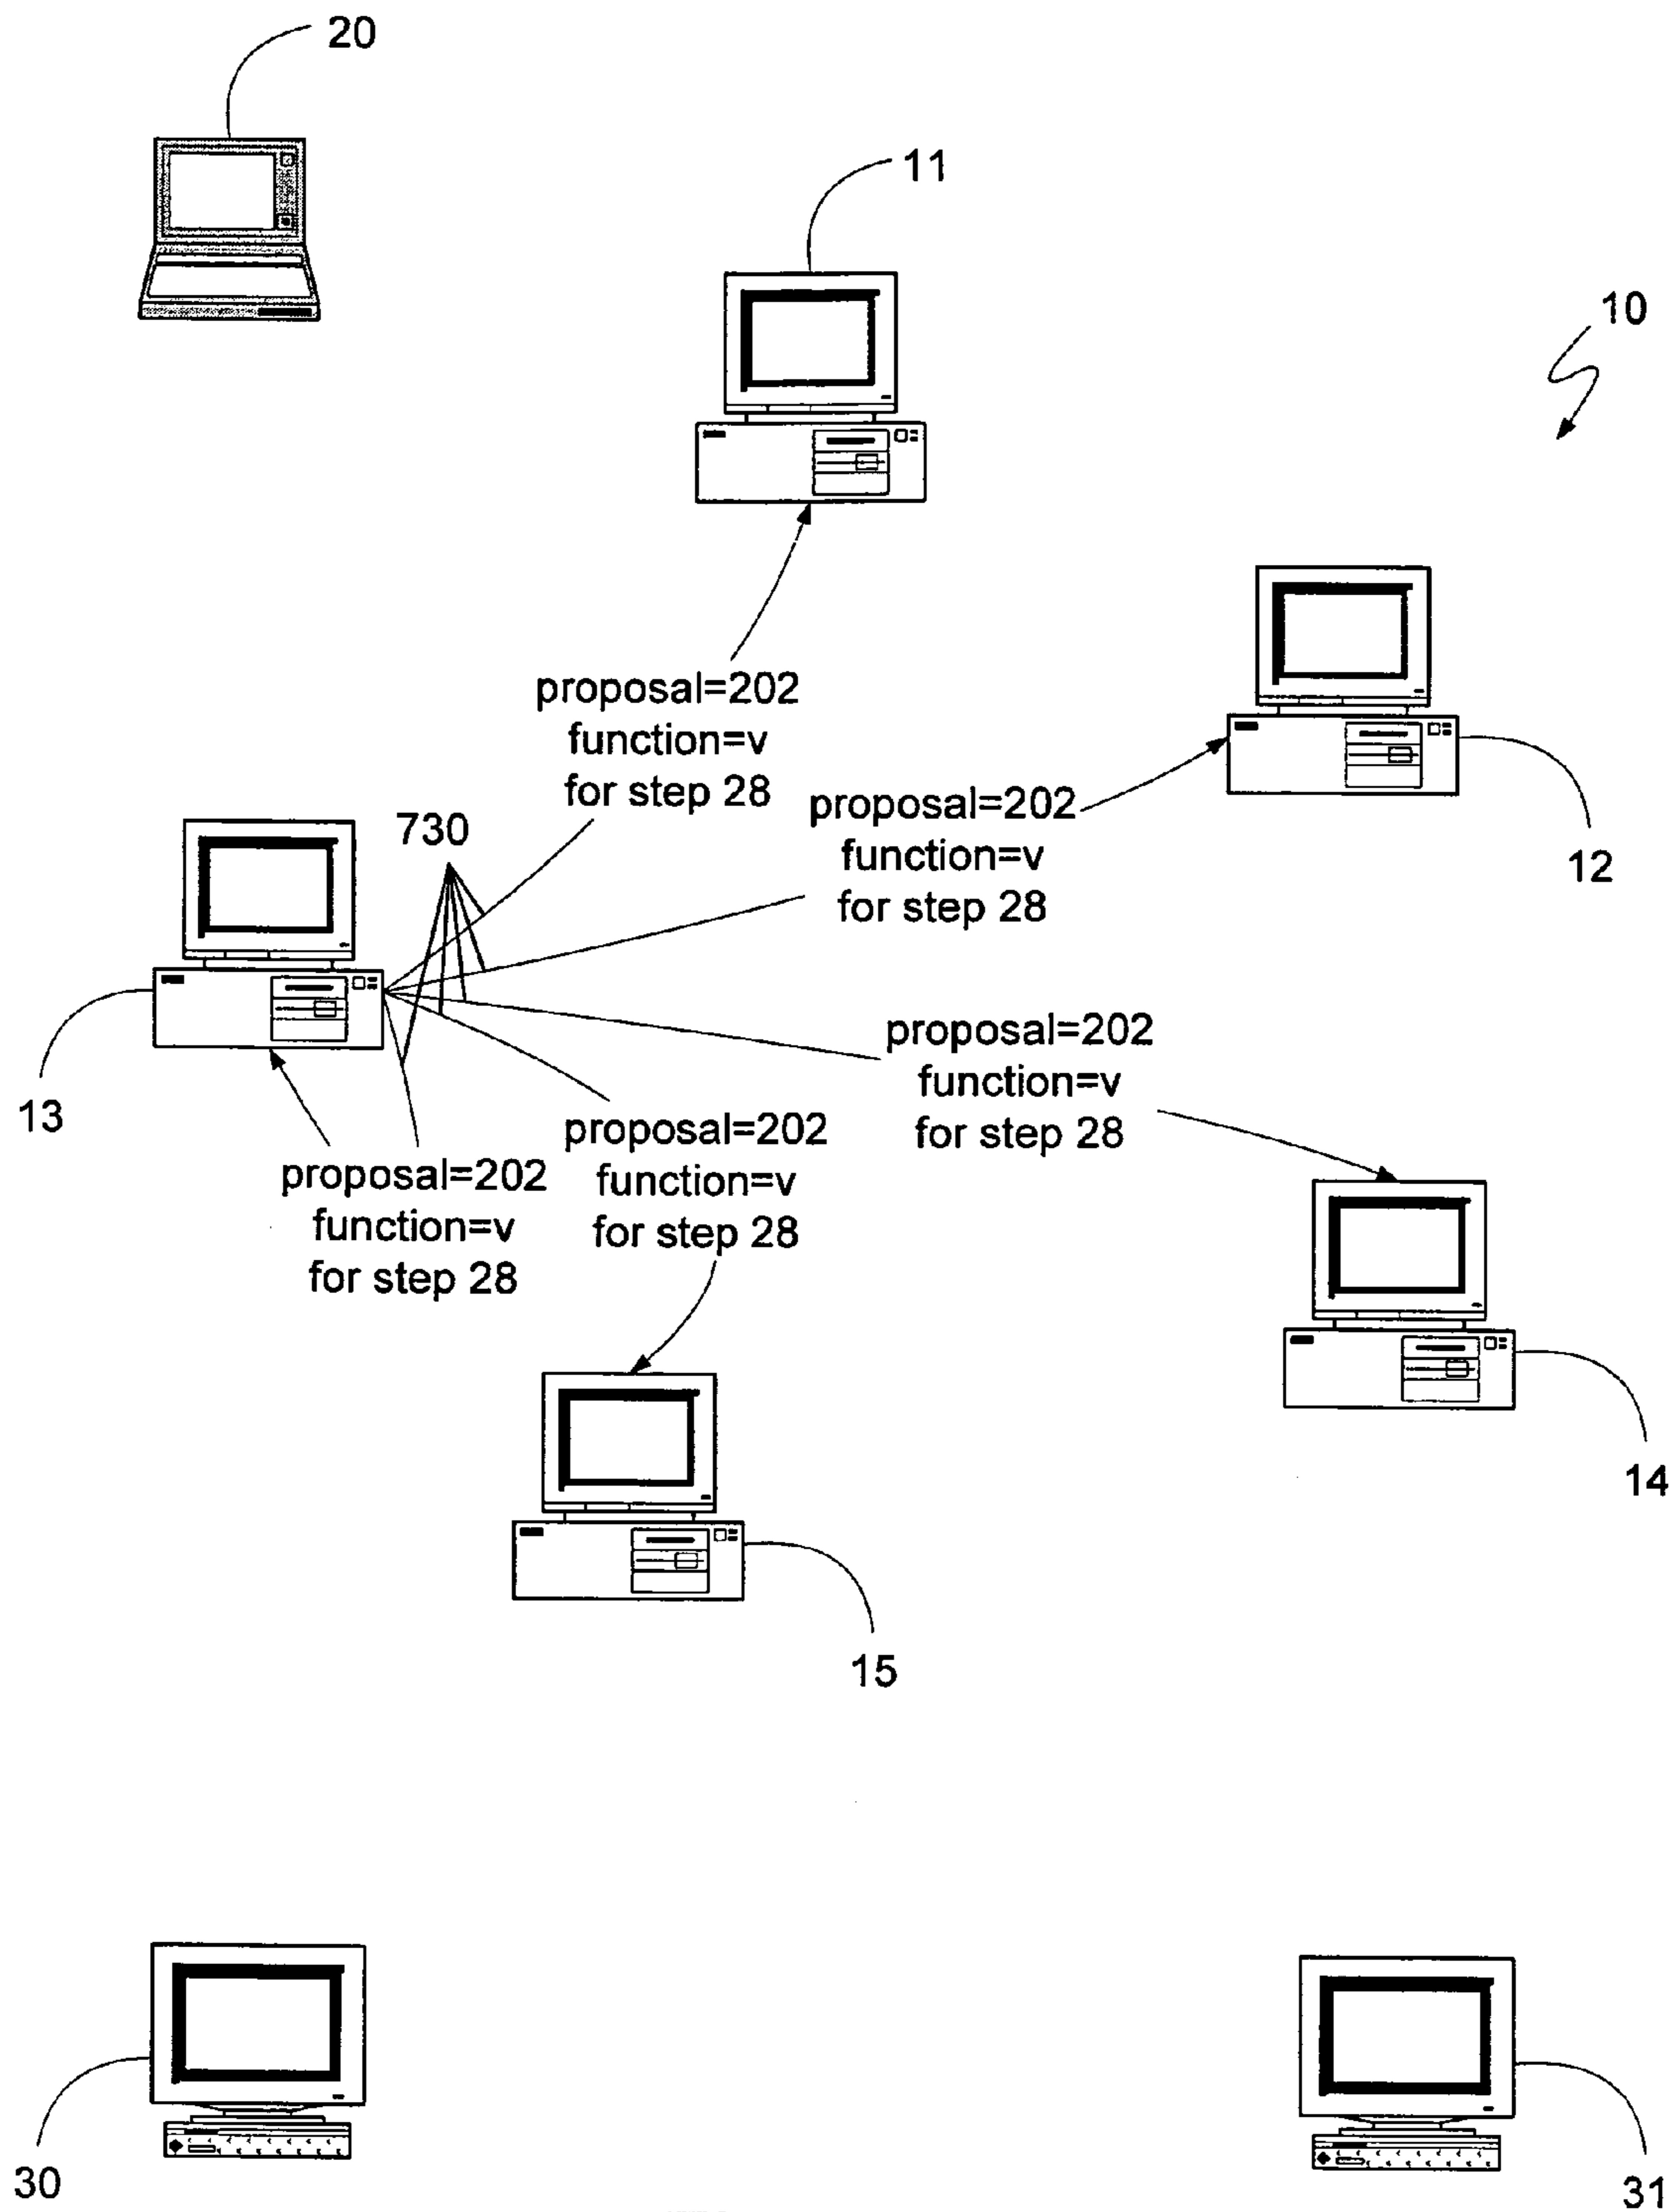 20
11
10
proposal=202
function=v
for step 28
proposal=202
function=v
for step 28
730
12
13
proposal=202
function=v
for step 28
proposal=202
function=v
for step 28
proposal=202
function=v
for step 28
14
15
30
31